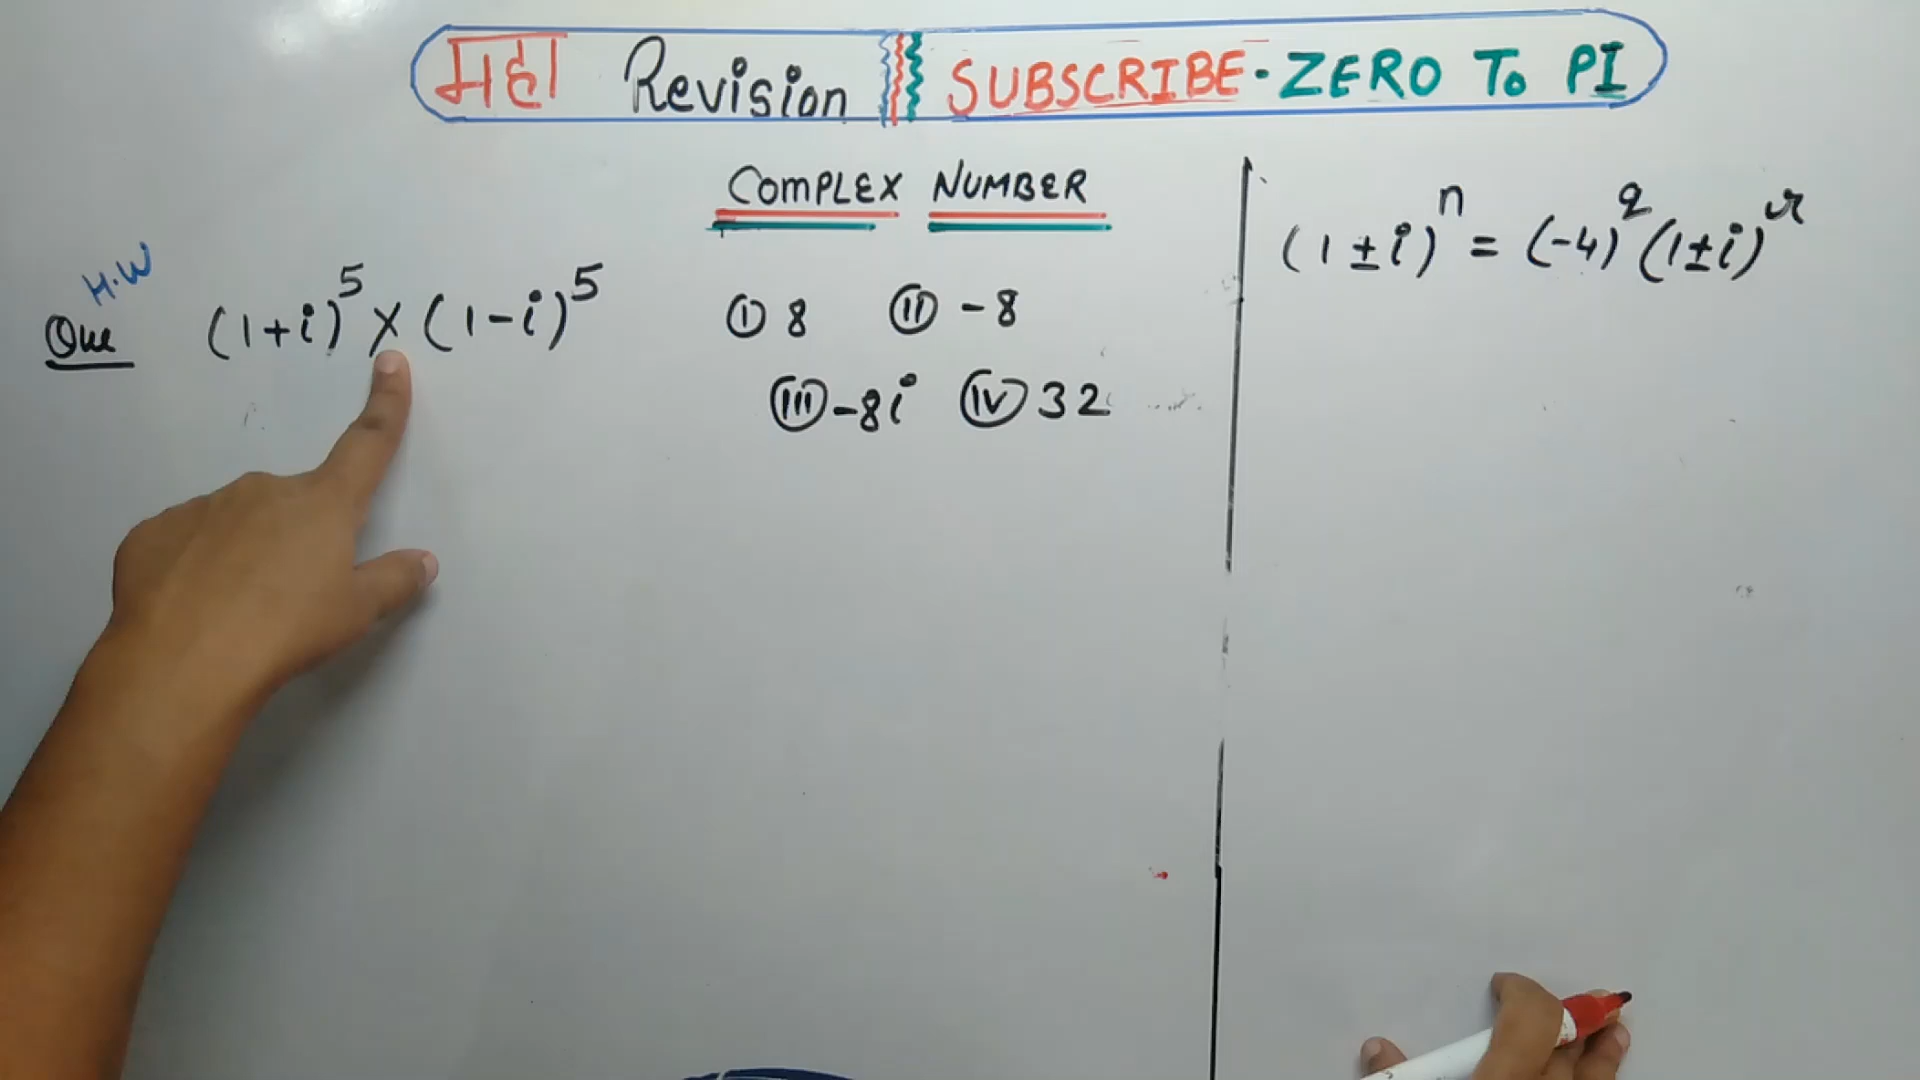 महा Revision SUBSCRIBE·ZERO To PI
COMPLEX NUMBER
H.W
Que (1+i)^5 × (1-i)^5
(I) 8 (II) -8
(III) -8i (IV) 32
(1±i)^n = (-4)^q (1±i)^r